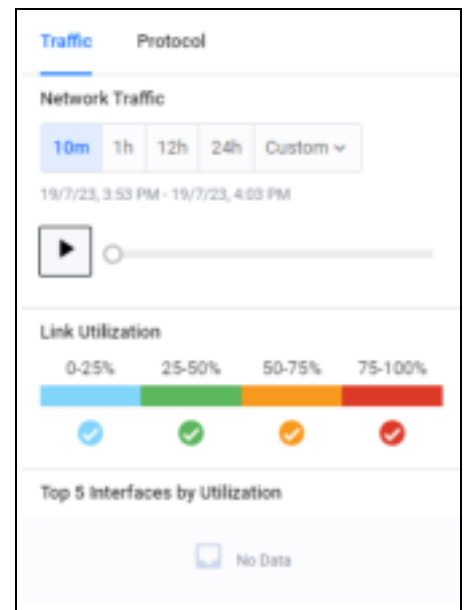 Traffic Protocol
Network Traffic
10m 1h 12h 24h Custom
19/7/23, 3:53 PM - 19/7/23, 4:03 PM
Link Utilization
0-25% 25-50% 50-75% 75-100%
Top 5 Interfaces by Utilization
No Data